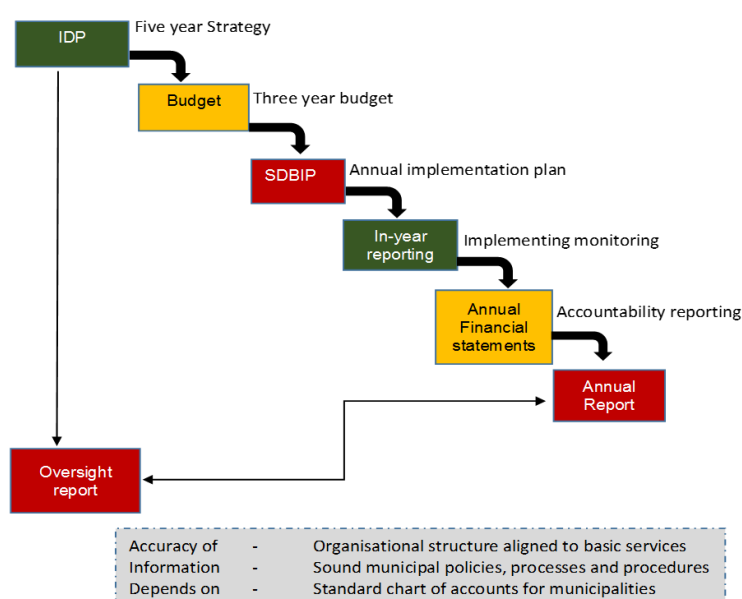 IDP
Five year Strategy
Budget
Three year budget
SDBIP
Annual implementation plan
In-year
reporting
Implementing monitoring
Annual
Financial
statements
Accountability reporting
Annual
Report
Oversight
report
Accuracy of - Organisational structure aligned to basic services
Information - Sound municipal policies, processes and procedures
Depends on - Standard chart of accounts for municipalities